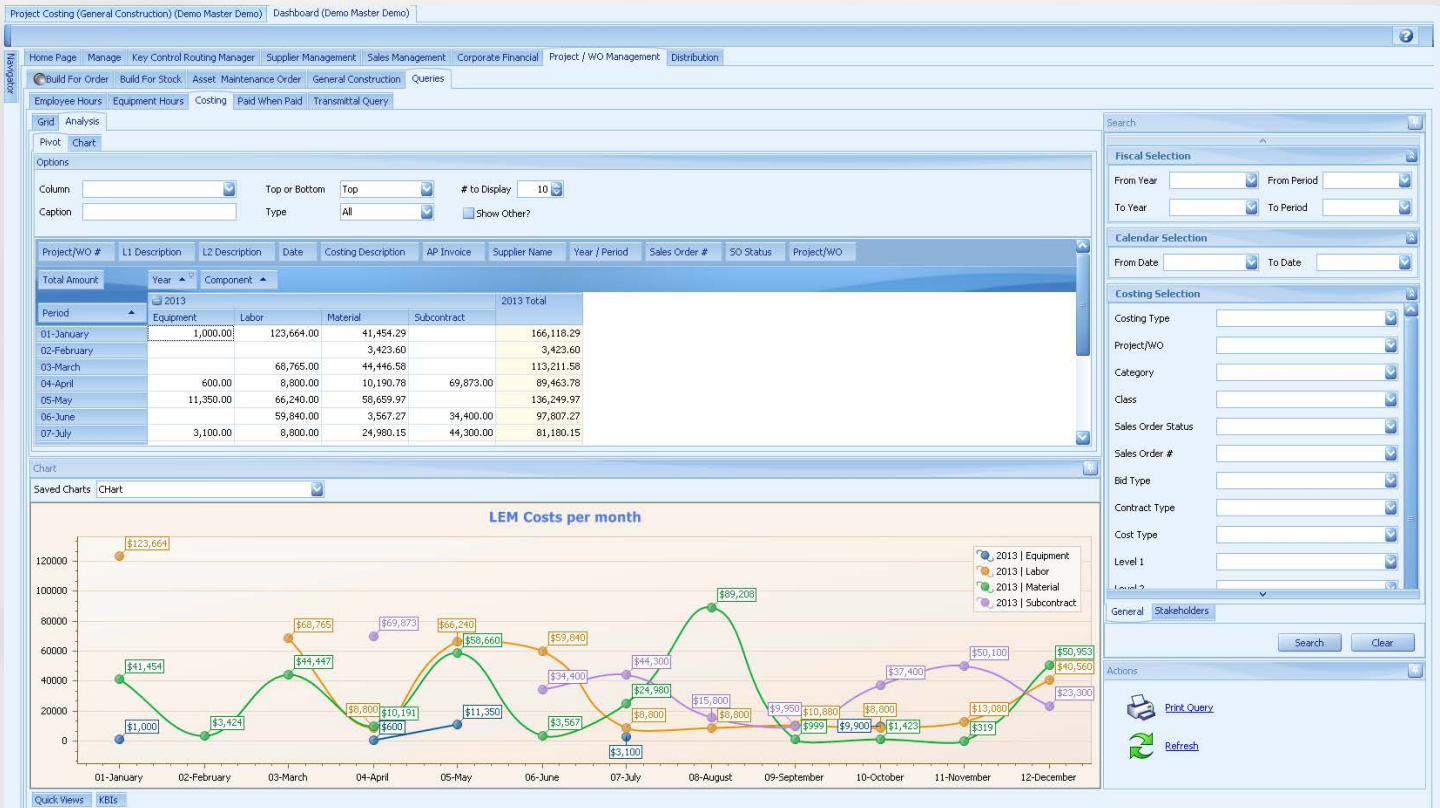 Project Costing (General Construction) (Demo Master Demo) Dashboard (Demo Master Demo)
Navigator
Home Page Manage Key Control Routing Manager Supplier Management Sales Management Corporate Financial Project / WO Management Distribution
Build For Order Build For Stock Asset Maintenance Order General Construction Queries
Employee Hours Equipment Hours Costing Paid When Paid Transmittal Query
Grid Analysis
Pivot Chart
Options
Column Top or Bottom Top # to Display 10
Caption Type All Show Other?
Project/WO # L1 Description L2 Description Date Costing Description AP Invoice Supplier Name Year / Period Sales Order # SO Status Project/WO
Total Amount Year Component
2013 2013 Total
Period Equipment Labor Material Subcontract
01-January 1,000.00 123,664.00 41,454.29 166,118.29
02-February 3,423.60 3,423.60
03-March 68,765.00 44,446.58 113,211.58
04-April 600.00 8,800.00 10,190.78 69,873.00 89,463.78
05-May 11,350.00 66,240.00 58,659.97 136,249.97
06-June 59,840.00 3,567.27 34,400.00 97,807.27
07-July 3,100.00 8,800.00 24,980.15 44,300.00 81,180.15
Chart
Saved Charts CHart
LEM Costs per month
120000
100000
80000
60000
40000
20000
0
$123,664
$41,454
$1,000
$3,424
$68,765
$44,447
$69,873
$8,800
$10,191
$600
$66,240
$58,660
$11,350
$59,840
$34,400
$3,567
$44,300
$24,980
$8,800
$3,100
$89,208
$15,800
$8,800
$9,950
$10,880
$999
$37,400
$8,800
$9,900
$1,423
$50,100
$13,080
$319
$50,953
$40,560
$23,300
2013 | Equipment
2013 | Labor
2013 | Material
2013 | Subcontract
01-January 02-February 03-March 04-April 05-May 06-June 07-July 08-August 09-September 10-October 11-November 12-December
Quick Views KBIs
Search
Fiscal Selection
From Year From Period
To Year To Period
Calendar Selection
From Date To Date
Costing Selection
Costing Type
Project/WO
Category
Class
Sales Order Status
Sales Order #
Bid Type
Contract Type
Cost Type
Level 1
Level 2
General Stakeholders
Search Clear
Actions
Print Query
Refresh